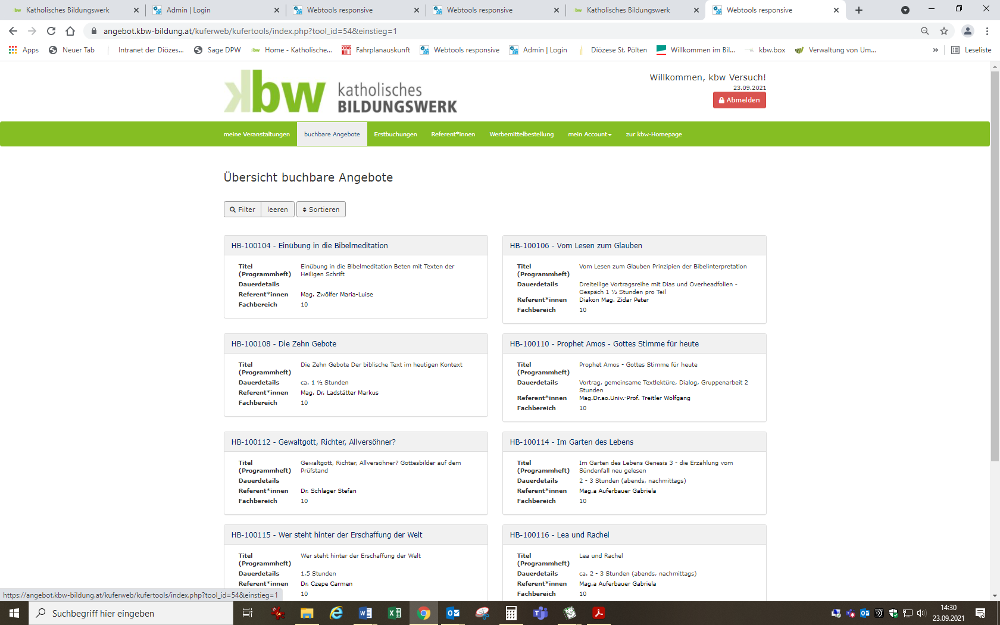 Katholisches Bildungswerk
Admin | Login
Webtools responsive
Webtools responsive
Katholisches Bildungswerk
Webtools responsive
angebot.kbw-bildung.at/kuferweb/kufertools/index.php?tool_id=54&einstieg=1
Apps
Neuer Tab
Intranet der Diözes...
Sage DPW
Home - Katholische...
Fahrplanauskunft
Webtools responsive
Admin | Login
Diözese St. Pölten
Willkommen im Bil...
kbw.box
Verwaltung von Um...
»
Leseliste
kbw katholisches
BILDUNGSWERK
Willkommen, kbw Versuch!
23.09.2021
Abmelden
meine Veranstaltungen
buchbare Angebote
Erstbuchungen
Referent*innen
Werbemittelbestellung
mein Account
zur kbw-Homepage
Übersicht buchbare Angebote
Filter
leeren
Sortieren
HB-100104 - Einübung in die Bibelmeditation
Titel Einübung in die Bibelmeditation Beten mit Texten der
(Programmheft) Heiligen Schrift
Dauerdetails
Referent*innen Mag. Zwölfer Maria-Luise
Fachbereich 10
HB-100106 - Vom Lesen zum Glauben
Titel Vom Lesen zum Glauben Prinzipien der Bibelinterpretation
(Programmheft)
Dauerdetails Dreiteilige Vortragsreihe mit Dias und Overheadfolien -
Gespäch 1 ½ Stunden pro Teil
Referent*innen Diakon Mag. Zidar Peter
Fachbereich 10
HB-100108 - Die Zehn Gebote
Titel Die Zehn Gebote Der biblische Text im heutigen Kontext
(Programmheft)
Dauerdetails ca. 1 ½ Stunden
Referent*innen Mag. Dr. Ladstätter Markus
Fachbereich 10
HB-100110 - Prophet Amos - Gottes Stimme für heute
Titel Prophet Amos - Gottes Stimme für heute
(Programmheft)
Dauerdetails Vortrag, gemeinsame Textlektüre, Dialog, Gruppenarbeit 2
Stunden
Referent*innen Mag.Dr.ao.Univ.-Prof. Treitler Wolfgang
Fachbereich 10
HB-100112 - Gewaltgott, Richter, Allversöhner?
Titel Gewaltgott, Richter, Allversöhner? Gottesbilder auf dem
(Programmheft) Prüfstand
Dauerdetails
Referent*innen Dr. Schlager Stefan
Fachbereich 10
HB-100114 - Im Garten des Lebens
Titel Im Garten des Lebens Genesis 3 - die Erzählung vom
(Programmheft) Sündenfall neu gelesen
Dauerdetails 2 - 3 Stunden (abends, nachmittags)
Referent*innen Mag.a Auferbauer Gabriela
Fachbereich 10
HB-100115 - Wer steht hinter der Erschaffung der Welt
Titel Wer steht hinter der Erschaffung der Welt
(Programmheft)
Dauerdetails 1,5 Stunden
Referent*innen Dr. Czepe Carmen
10
HB-100116 - Lea und Rachel
Titel Lea und Rachel
(Programmheft)
Dauerdetails ca. 2 - 3 Stunden (abends, nachmittags)
Referent*innen Mag.a Auferbauer Gabriela
Fachbereich 10
https://angebot.kbw-bildung.at/kuferweb/kufertools/index.php?tool_id=54&einstieg=1
Suchbegriff hier eingeben
14:30
23.09.2021